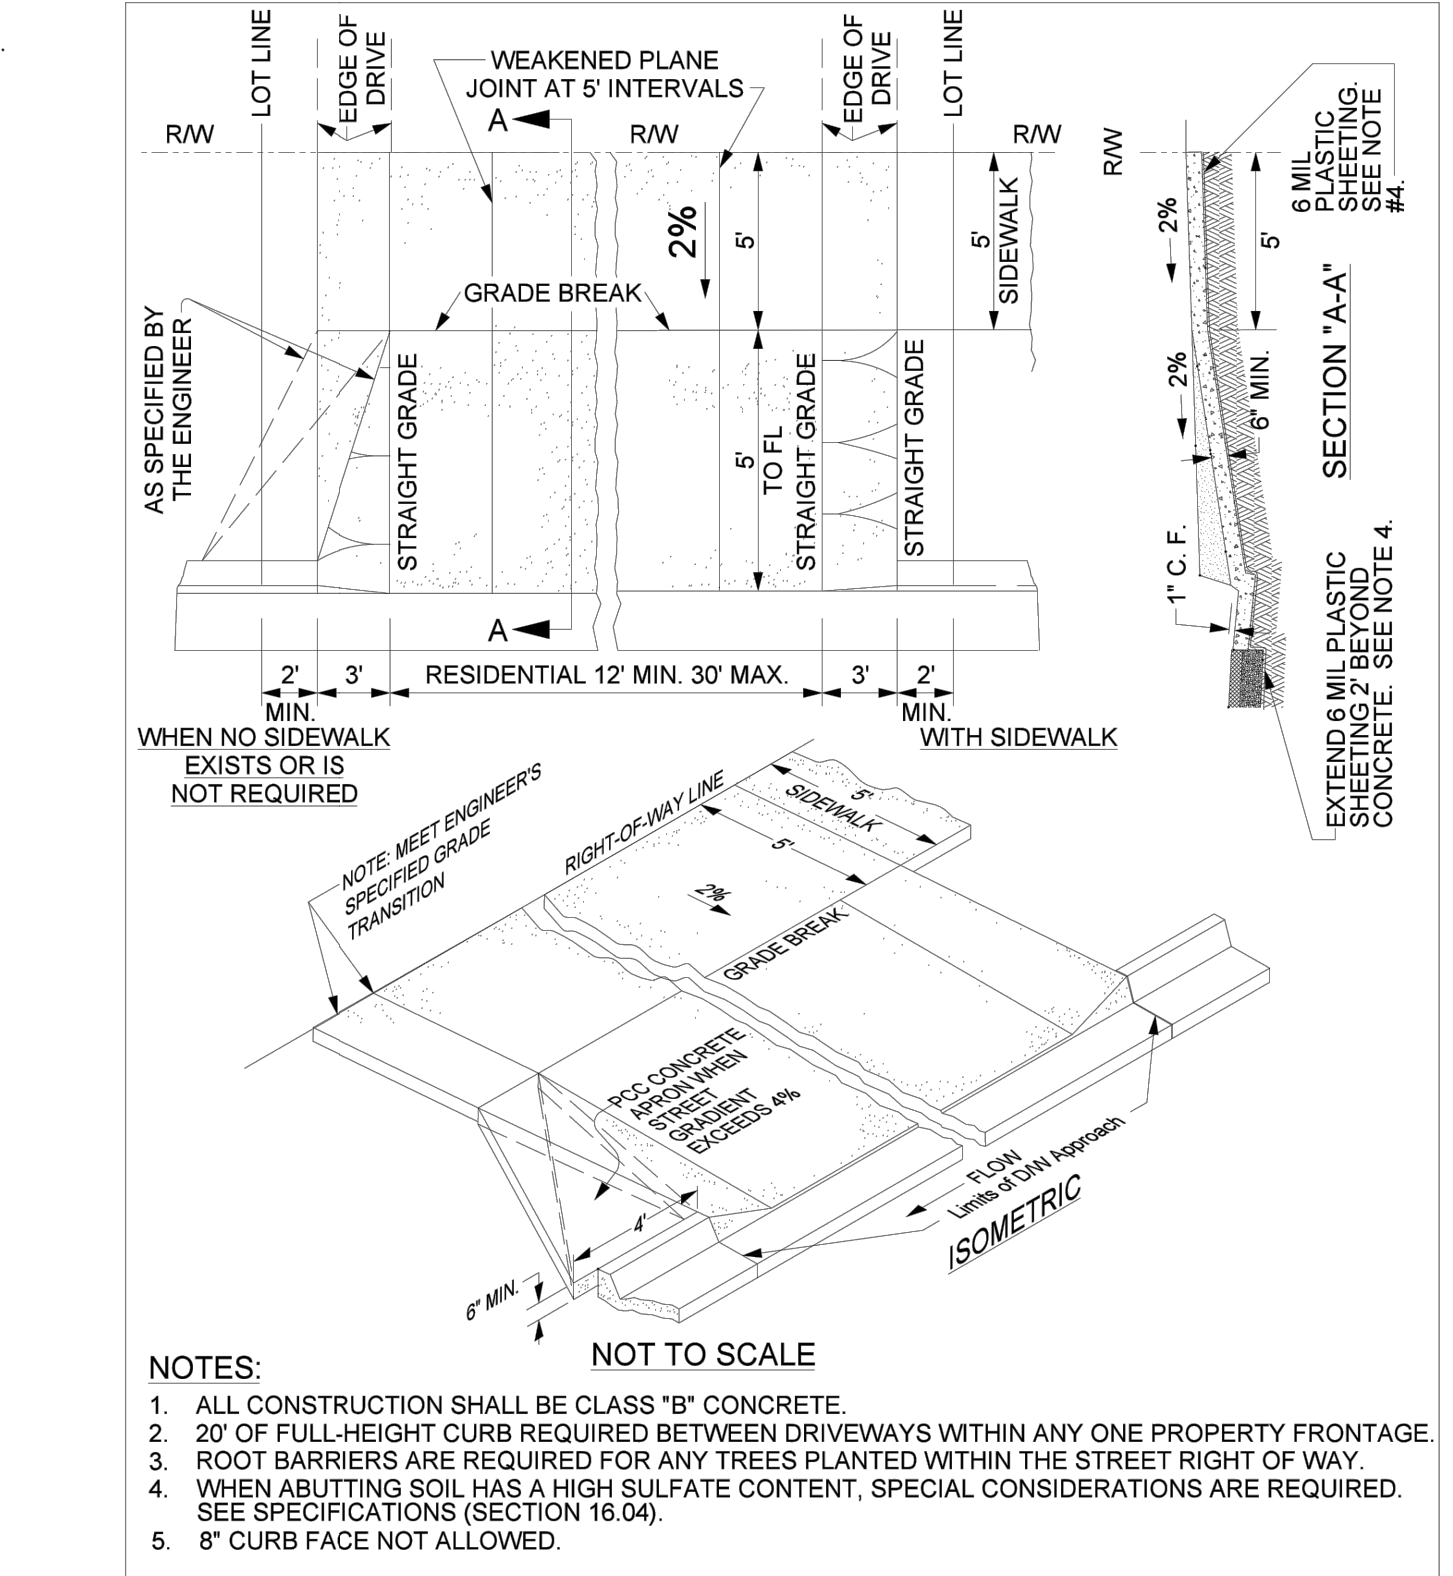 LOT LINE
EDGE OF
DRIVE
WEAKENED PLANE
JOINT AT 5' INTERVALS
EDGE OF
DRIVE
LOT LINE
R/W
A
R/W
R/W
2%
5'
5'
SIDEWALK
GRADE BREAK
AS SPECIFIED BY
THE ENGINEER
STRAIGHT GRADE
5'
TO FL
STRAIGHT GRADE
STRAIGHT GRADE
A
2'
3'
RESIDENTIAL 12' MIN. 30' MAX.
3'
2'
MIN.
MIN.
WHEN NO SIDEWALK
EXISTS OR IS
NOT REQUIRED
WITH SIDEWALK
R/W
6 MIL
PLASTIC
SHEETING.
SEE NOTE
#4.
2%
5'
2%
6" MIN.
SECTION "A-A"
1" C. F.
EXTEND 6 MIL PLASTIC
SHEETING 2' BEYOND
CONCRETE. SEE NOTE 4.
NOTE: MEET ENGINEER'S
SPECIFIED GRADE
TRANSITION
RIGHT-OF-WAY LINE
5'
SIDEWALK
5'
2%
GRADE BREAK
PCC CONCRETE
APRON WHEN
STREET
GRADIENT
EXCEEDS 4%
4'
6" MIN.
FLOW
Limits of D/W Approach
ISOMETRIC
NOT TO SCALE
NOTES:
1. ALL CONSTRUCTION SHALL BE CLASS "B" CONCRETE.
2. 20' OF FULL-HEIGHT CURB REQUIRED BETWEEN DRIVEWAYS WITHIN ANY ONE PROPERTY FRONTAGE.
3. ROOT BARRIERS ARE REQUIRED FOR ANY TREES PLANTED WITHIN THE STREET RIGHT OF WAY.
4. WHEN ABUTTING SOIL HAS A HIGH SULFATE CONTENT, SPECIAL CONSIDERATIONS ARE REQUIRED.
SEE SPECIFICATIONS (SECTION 16.04).
5. 8" CURB FACE NOT ALLOWED.